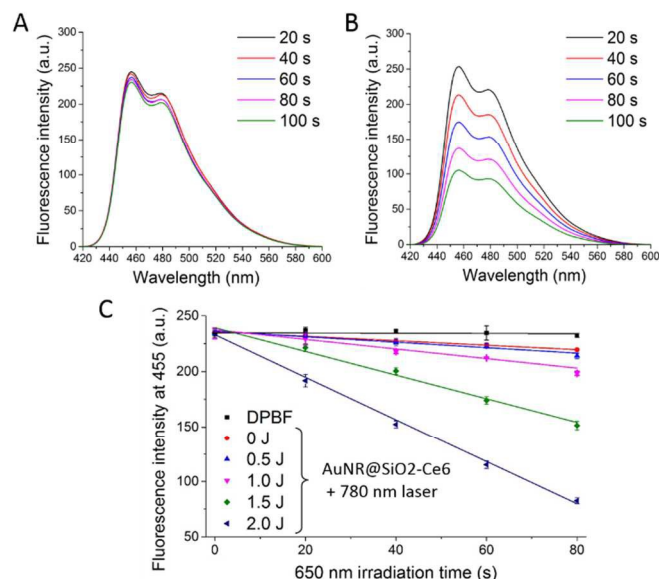 A
Fluorescence intensity (a.u.)
300
250
200
150
100
50
0
20 s
40 s
60 s
80 s
100 s
420 440 460 480 500 520 540 560 580 600
Wavelength (nm)
B
Fluorescence intensity (a.u.)
300
250
200
150
100
50
0
20 s
40 s
60 s
80 s
100 s
420 440 460 480 500 520 540 560 580 600
Wavelength (nm)
C
Fluorescence intensity at 455 (a.u.)
250
200
150
100
50
DPBF
0 J
0.5 J
1.0 J
1.5 J
2.0 J
AuNR@SiO2-Ce6
+ 780 nm laser
0 20 40 60 80
650 nm irradiation time (s)